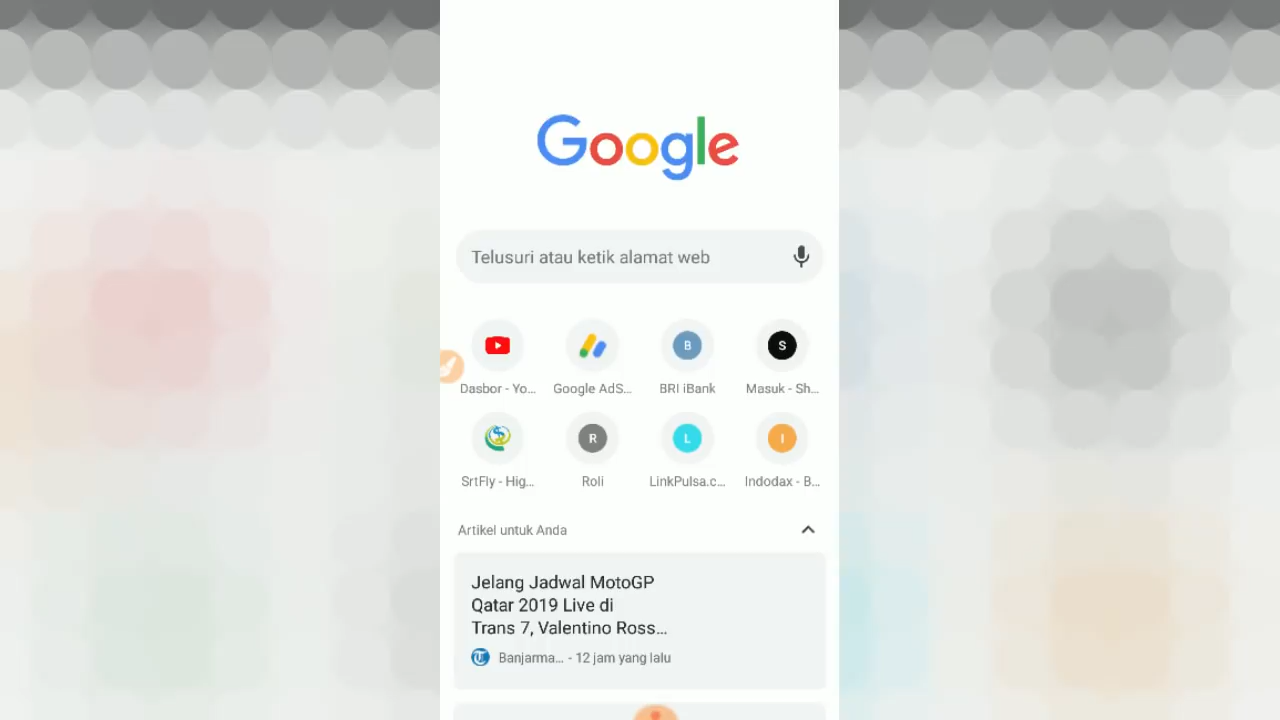 Google
Telusuri atau ketik alamat web
Dasbor - Yo... Google AdS... B BRI iBank S Masuk - Sh...
SrtFly - Hig... R Roli L LinkPulsa.c... I Indodax - B...
Artikel untuk Anda
Jelang Jadwal MotoGP
Qatar 2019 Live di
Trans 7, Valentino Ross...
Banjarma... - 12 jam yang lalu